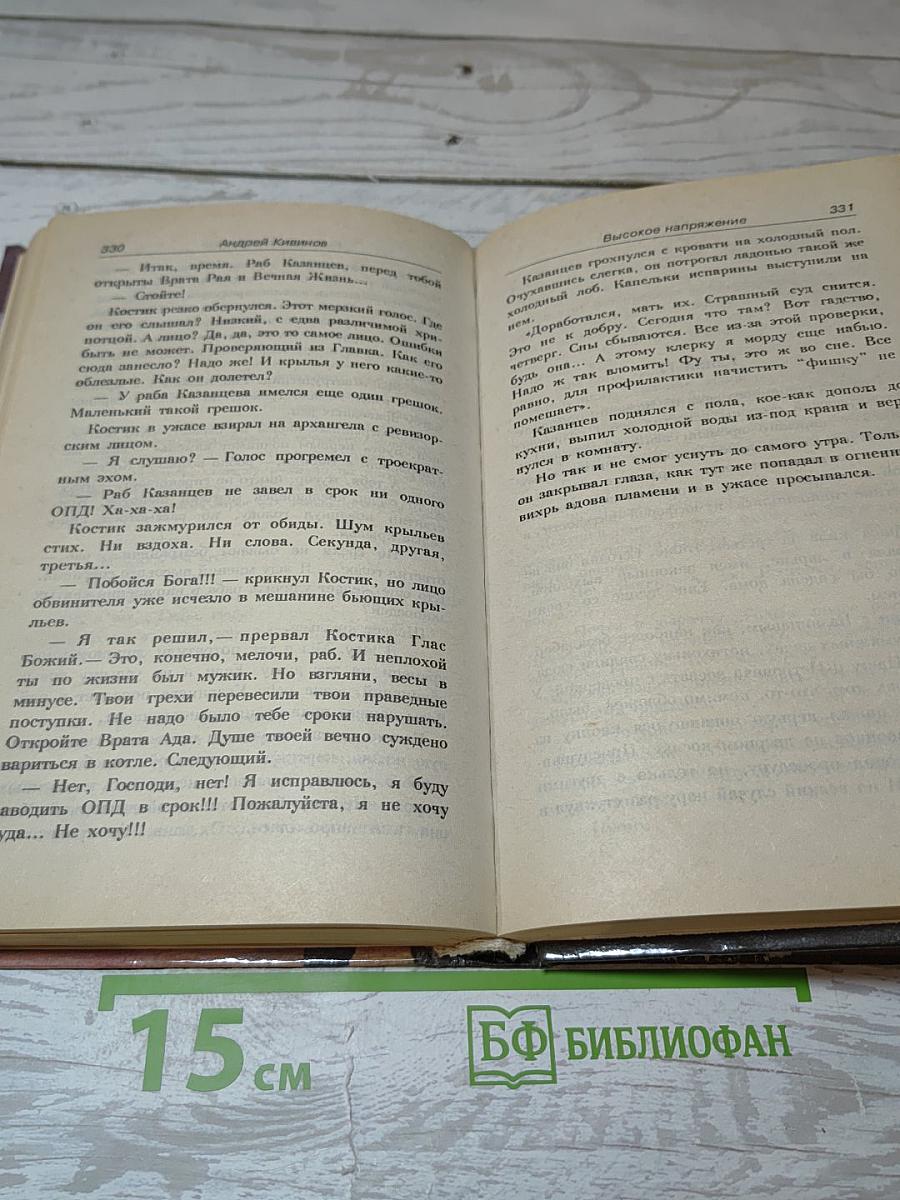 330
Андрей Кивинов
— Итак, время. Раб Казанцев, перед тобой
открыты Врата Рая и Вечная Жизнь...
— Стойте!
Костик резко обернулся. Этот мерзкий голос. Где
он его слышал? Низкий, с едва различимой хри-
потцой. А лицо? Да, да, это то самое лицо. Ошибки
быть не может. Проверяющий из Главка. Как его
сюда занесло? Надо же! И крылья у него какие-то
облезлые. Как он долетел?
— У раба Казанцева имелся еще один грешок.
Маленький такой грешок.
Костик в ужасе взирал на архангела с ревизор-
ским лицом.
— Я слушаю? — Голос прогремел с троекрат-
ным эхом.
— Раб Казанцев не завел в срок ни одного
ОПД! Ха-ха-ха!
Костик зажмурился от обиды. Шум крыльев
стих. Ни вздоха. Ни слова. Секунда, другая,
третья...
— Побойся Бога!!! — крикнул Костик, но лицо
обвинителя уже исчезло в мешанине бьющих кры-
льев.
— Я так решил,— прервал Костика Глас
Божий.— Это, конечно, мелочи, раб. И неплохой
ты по жизни был мужик. Но взгляни, весы в
минусе. Твои грехи перевесили твои праведные
поступки. Не надо было тебе сроки нарушать.
Откройте Врата Ада. Душе твоей вечно суждено
вариться в котле. Следующий.
— Нет, Господи, нет! Я исправлюсь, я буду
аводить ОПД в срок!!! Пожалуйста, я не хочу
уда... Не хочу!!!
Высокое напряжение
331
Казанцев грохнулся с кровати на холодный пол.
Очухавшись слегка, он потрогал ладонью такой же
холодный лоб. Капельки испарины выступили на
нем.
«Доработался, мать их. Страшный суд снится.
Это не к добру. Сегодня что там? Вот гадство,
четверг. Сны сбываются. Все из-за этой проверки,
будь она... А этому клерку я морду еще набью.
Надо ж так вломить! Фу ты, это ж во сне. Все
равно, для профилактики начистить "фишку" не
помешает».
Казанцев поднялся с пола, кое-как дополз до
кухни, выпил холодной воды из-под крана и вер
нулся в комнату.
Но так и не смог уснуть до самого утра. Толь
он закрывал глаза, как тут же попадал в огненн
вихрь адова пламени и в ужасе просыпался.
15 см
БФ БИБЛИОФАН